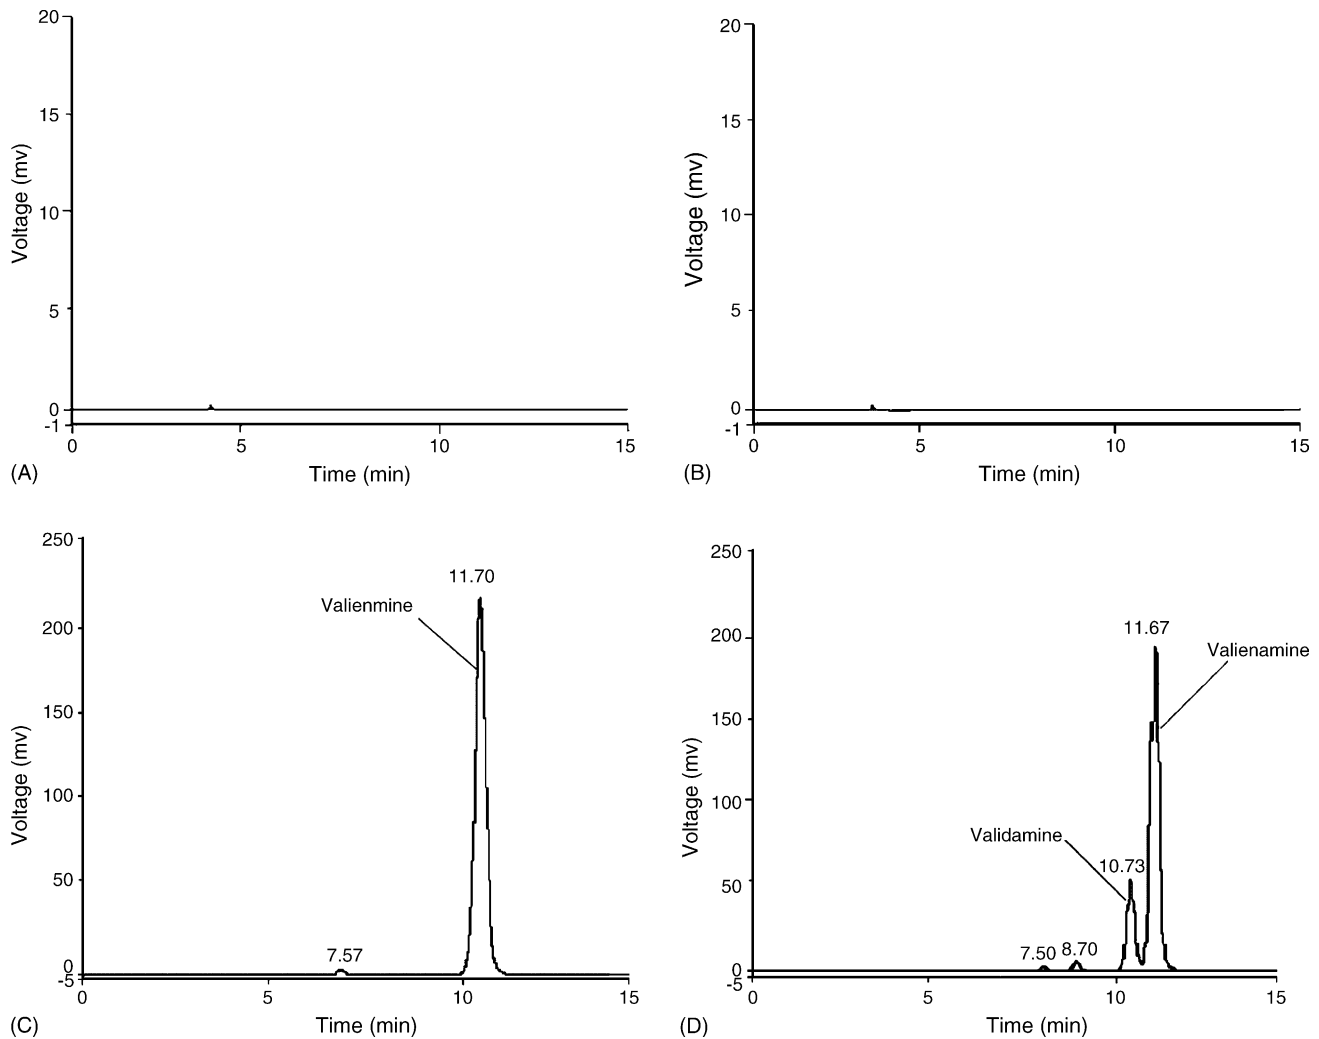 20
15
10
5
0
-1
Voltage (mv)
0 5 10 15
Time (min)
(A)
20
15
10
5
0
-1
Voltage (mv)
0 5 10 15
Time (min)
(B)
250
200
150
100
50
0
-5
Voltage (mv)
11.70
Valienmine
7.57
0 5 10 15
Time (min)
(C)
250
200
150
100
50
0
-5
Voltage (mv)
11.67
Valienamine
Validamine
10.73
7.50 8.70
0 5 10 15
Time (min)
(D)